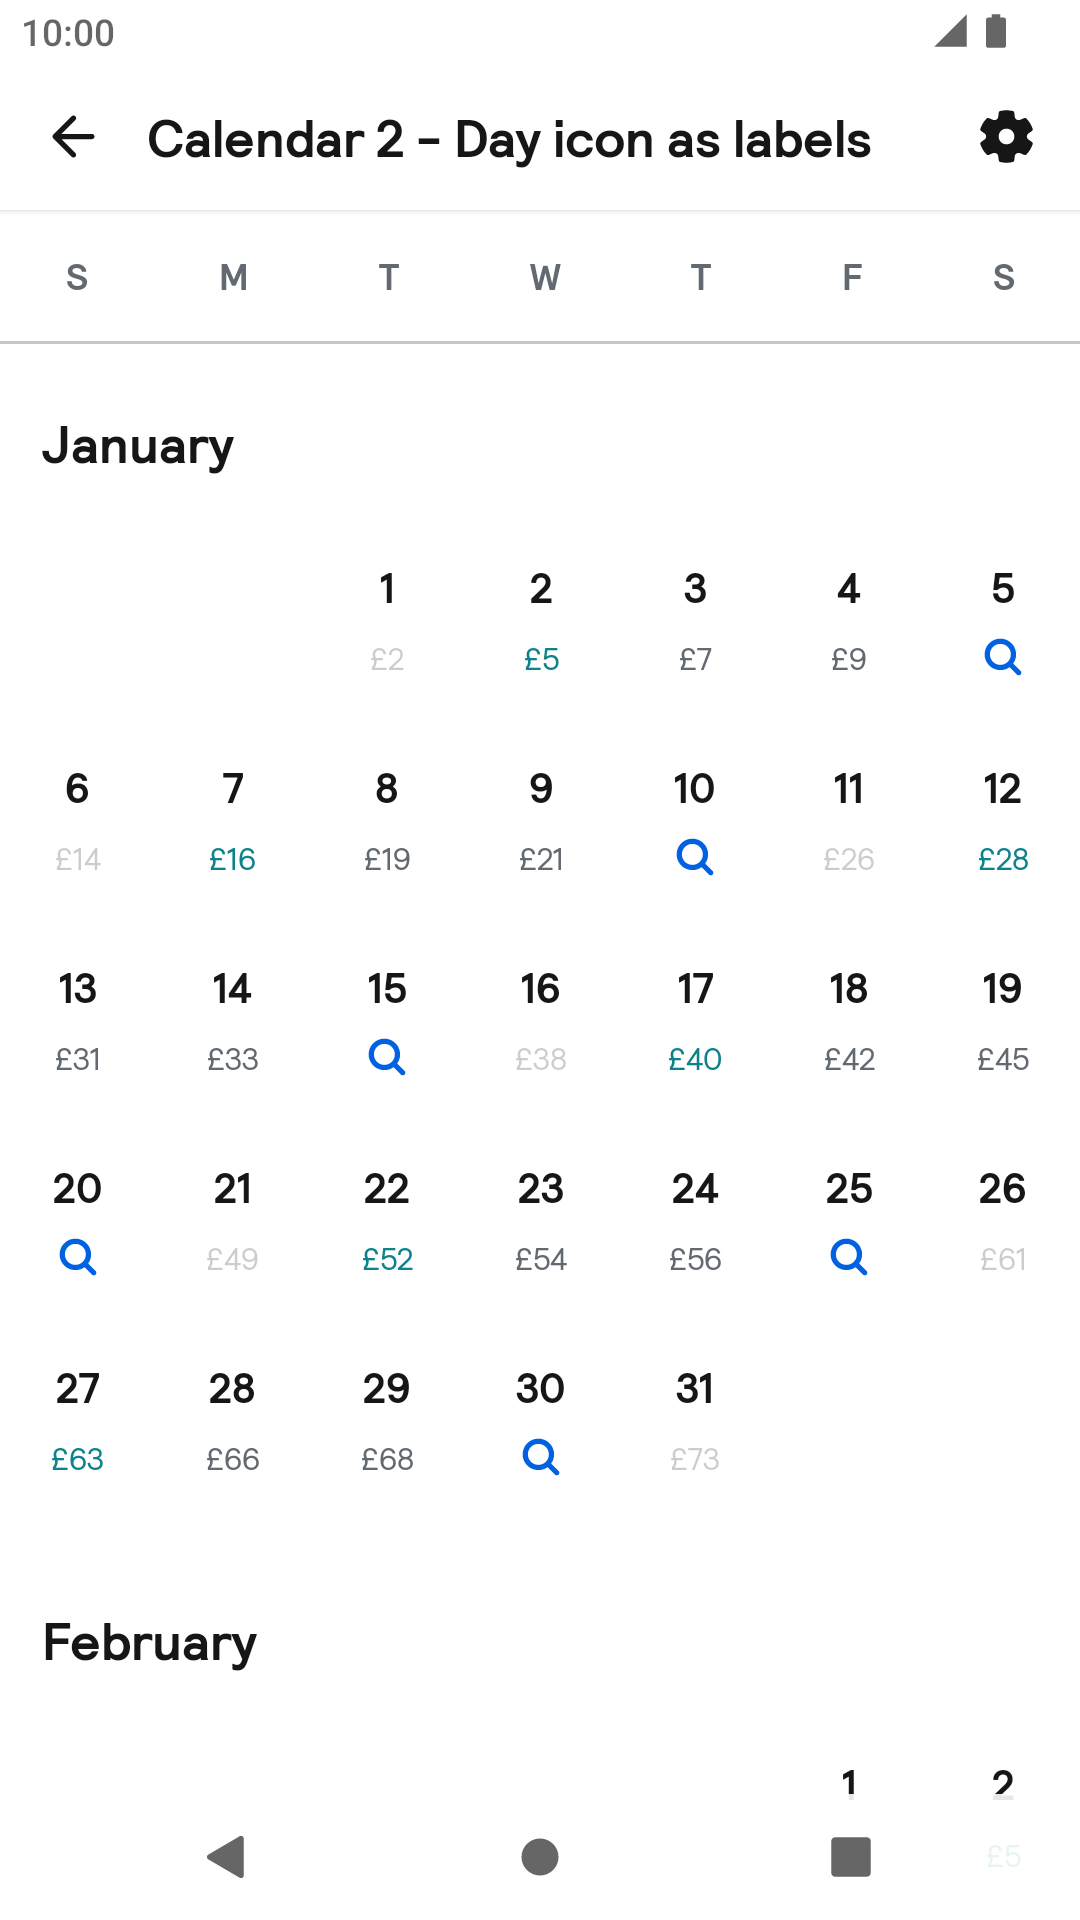 10:00
Calendar 2 - Day icon as labels
S M T W T F S
January
1 2 3 4 5
£2 £5 £7 £9
6 7 8 9 10 11 12
£14 £16 £19 £21 £26 £28
13 14 15 16 17 18 19
£31 £33 £38 £40 £42 £45
20 21 22 23 24 25 26
£49 £52 £54 £56 £61
27 28 29 30 31
£63 £66 £68 £73
February
1 2
£5